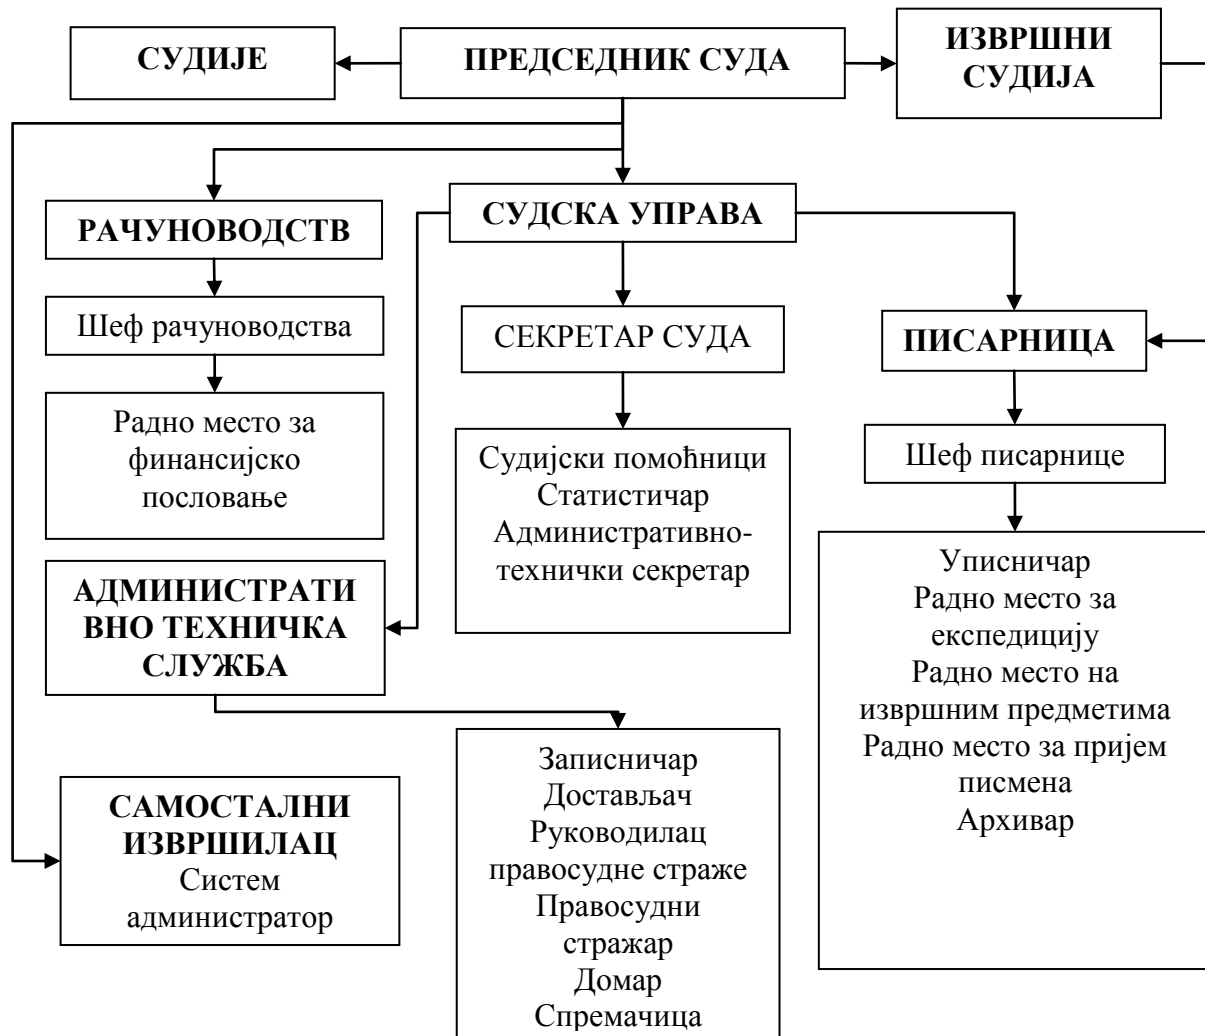 СУДИЈЕ
ПРЕДСЕДНИК СУДА
ИЗВРШНИ
СУДИЈА
РАЧУНОВОДСТВ
СУДСКА УПРАВА
Шеф рачуноводства
СЕКРЕТАР СУДА
ПИСАРНИЦА
Радно место за
финансијско
пословање
Судијски помоћници
Статистичар
Административно-
технички секретар
Шеф писарнице
АДМИНИСТРАТИ
ВНО ТЕХНИЧКА
СЛУЖБА
Уписничар
Радно место за
експедицију
Радно место на
извршним предметима
Радно место за пријем
писмена
Архивар
САМОСТАЛНИ
ИЗВРШИЛАЦ
Систем
администратор
Записничар
Достављач
Руководилац
правосудне страже
Правосудни
стражар
Домар
Спремачица